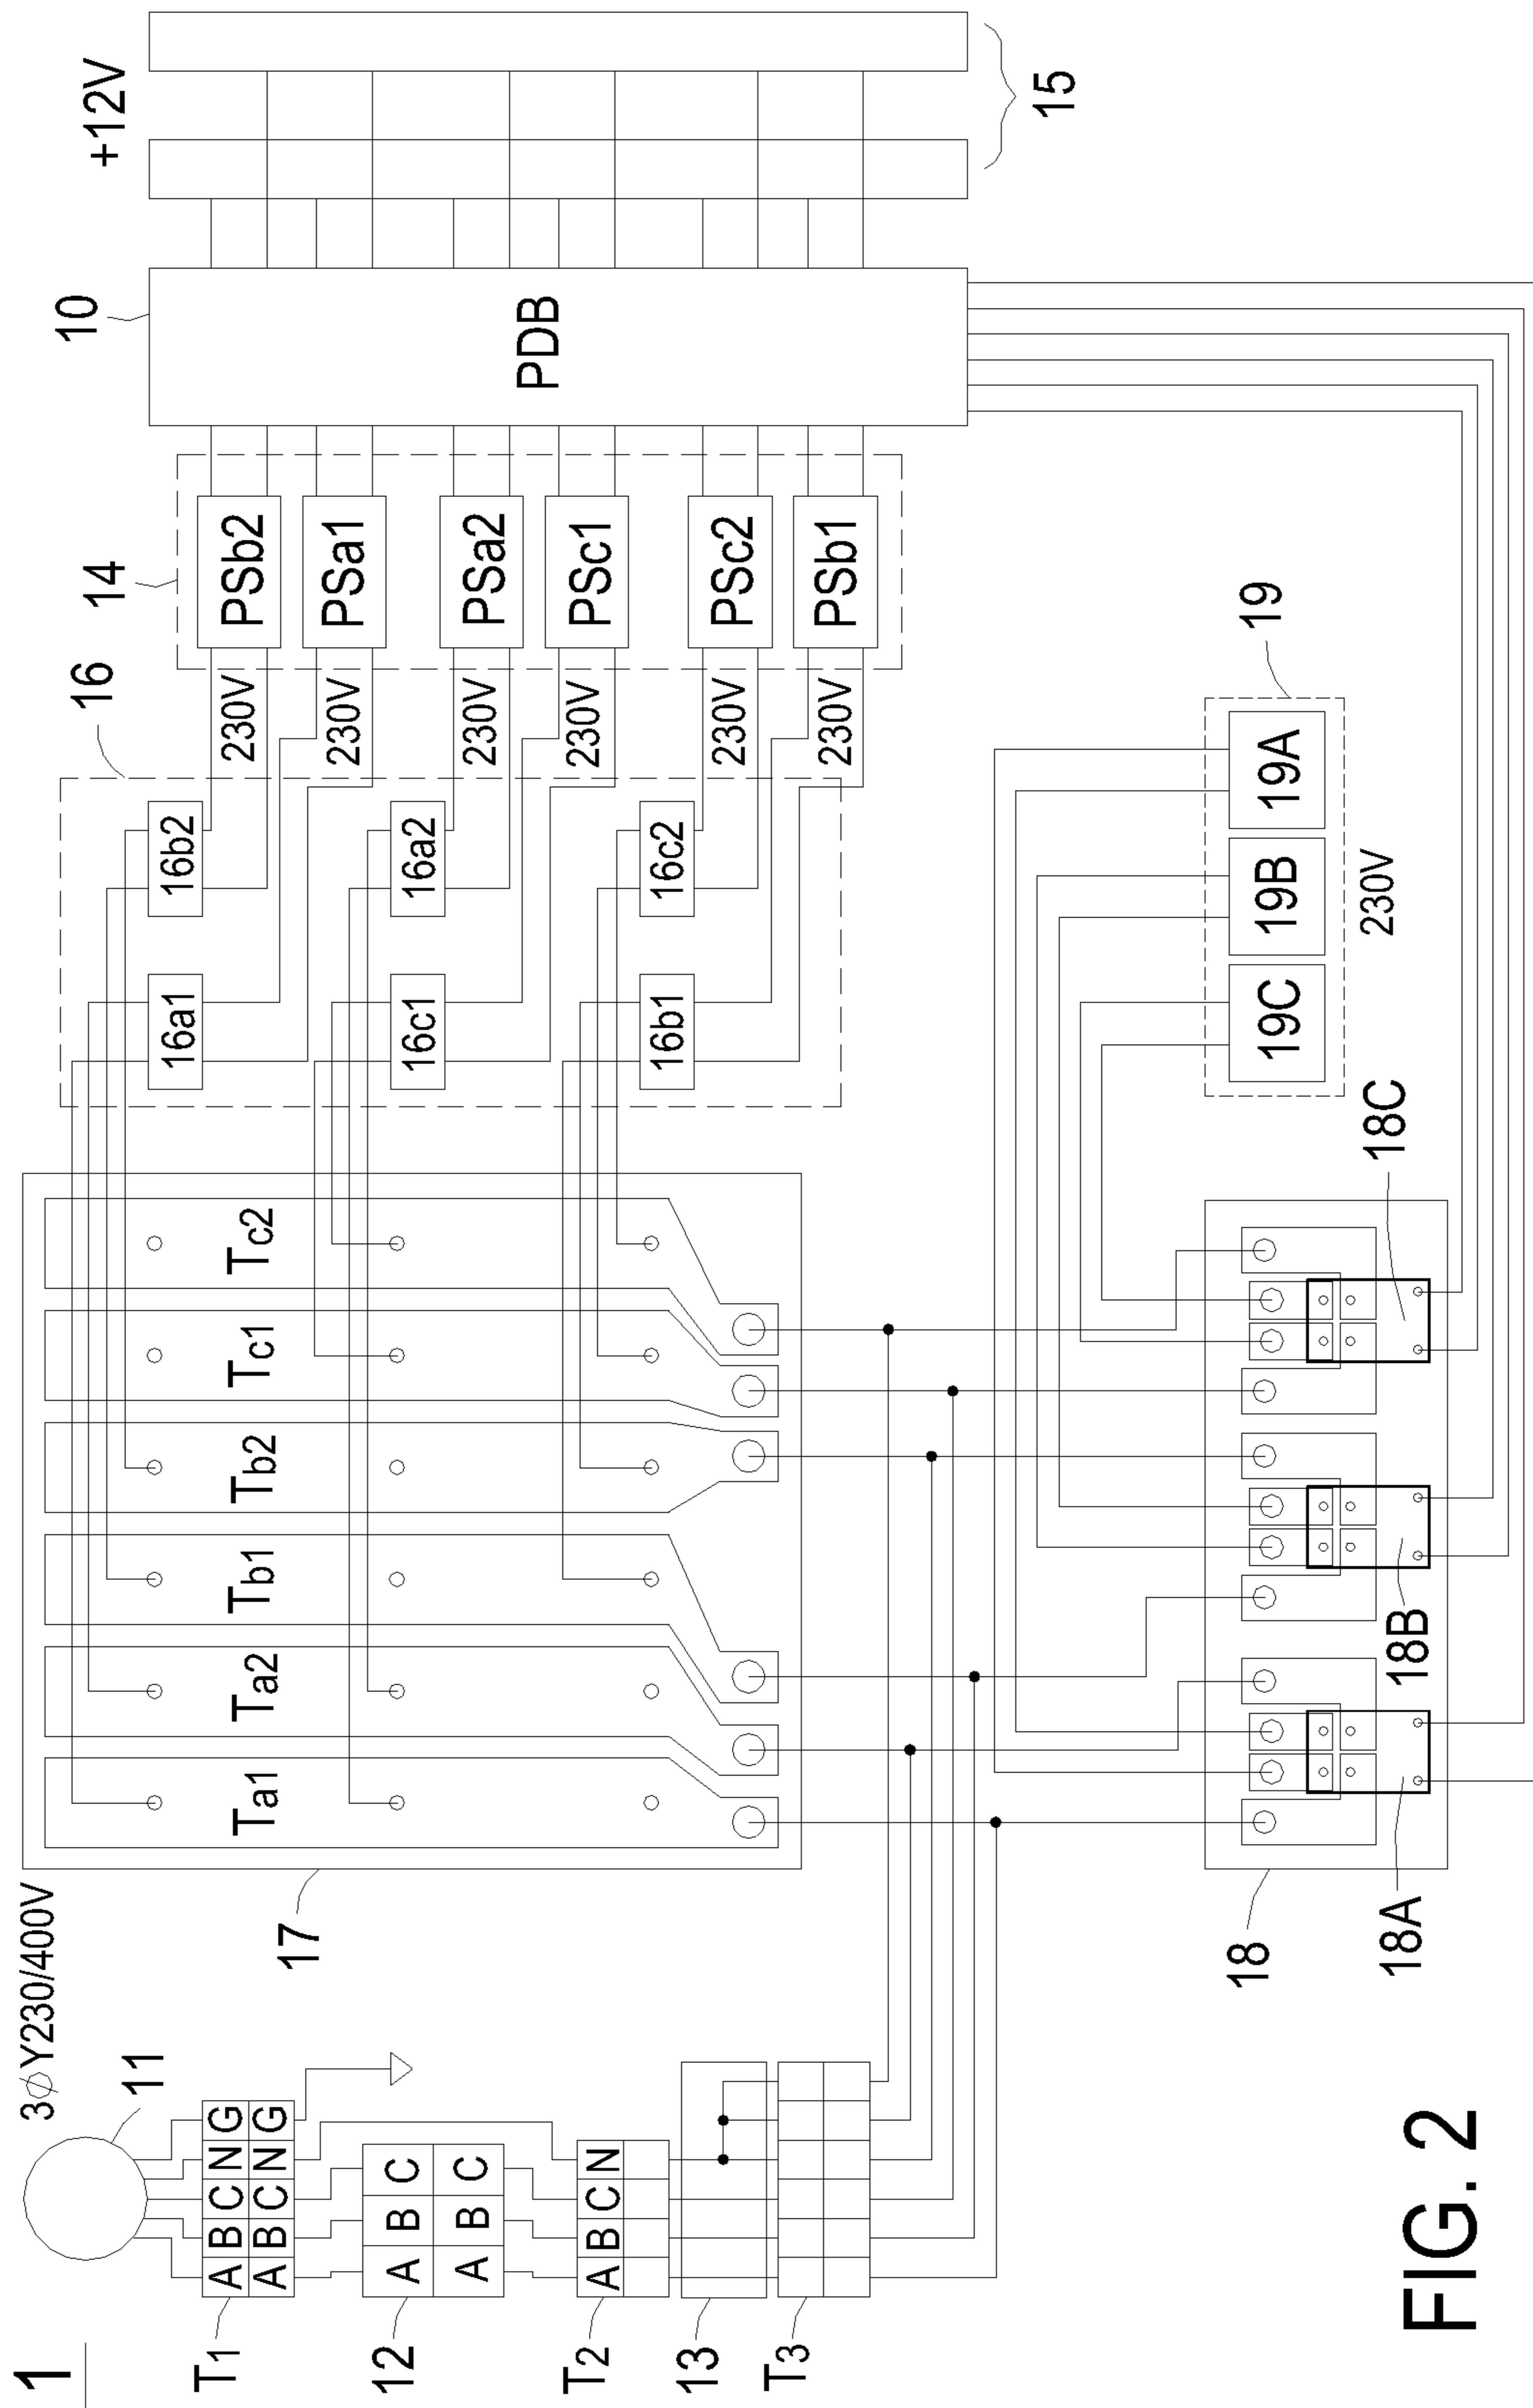 1
3⌀Y230/400V
11
T1
A B C N G
A B C N G
12
A B C
A B C
T2
A B C N
13
T3
17
Ta1
Ta2
Tb1
Tb2
Tc1
Tc2
16
16a1
16b2
16c1
16a2
16b1
16c2
230V
230V
230V
230V
230V
230V
14
PSb2
PSa1
PSa2
PSc1
PSc2
PSb1
10
PDB
+12V
15
18
18A
18B
18C
19
19C
19B
19A
230V
FIG. 2